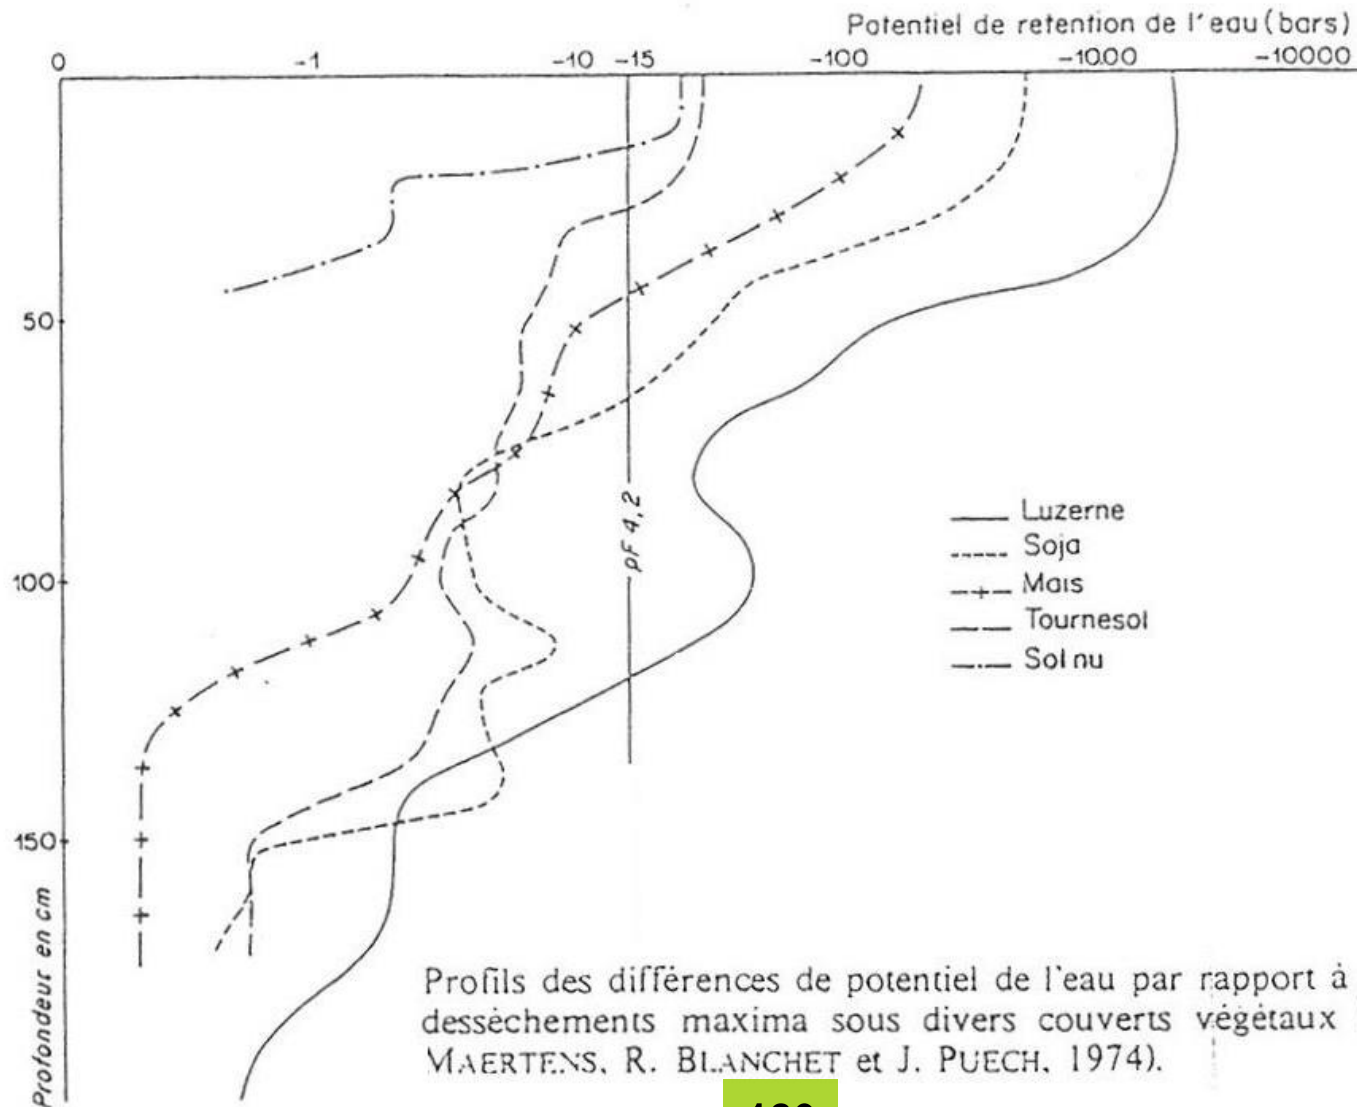 Potentiel de retention de l'eau (bars)
0 -1 -10 -15 -100 -1000 -10000
50
pF 4,2
Luzerne
Soja
100
Maïs
Tournesol
Sol nu
150
Profondeur en cm
Profils des différences de potentiel de l'eau par rapport à
dessèchements maxima sous divers couverts végétaux
MAERTENS, R. BLANCHET et J. PUECH, 1974).